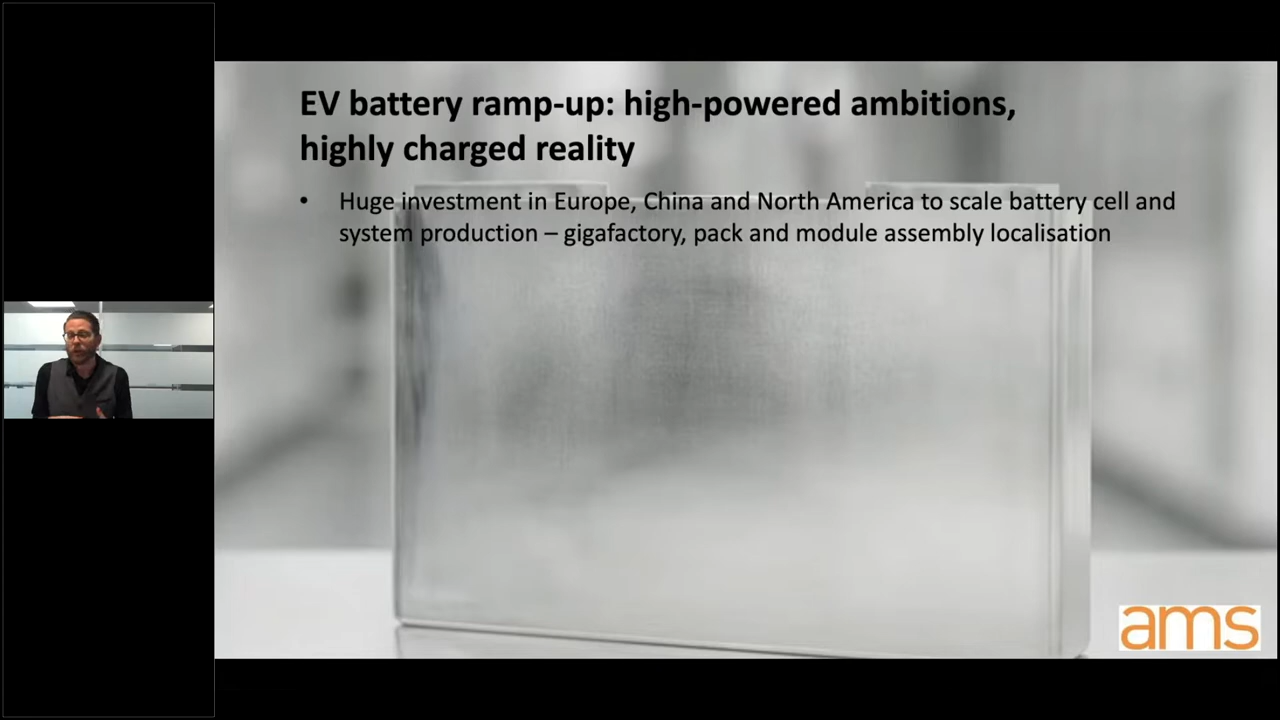 EV battery ramp-up: high-powered ambitions,
highly charged reality
• Huge investment in Europe, China and North America to scale battery cell and
system production – gigafactory, pack and module assembly localisation
ams